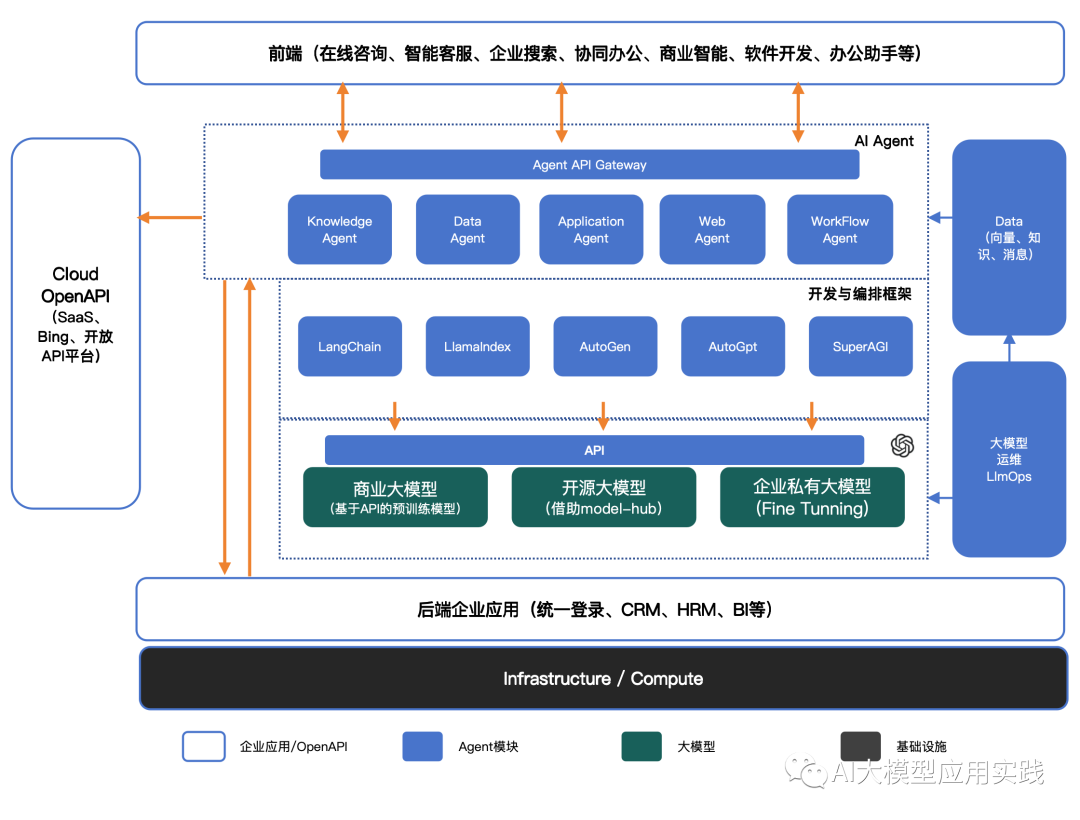 前端（在线咨询、智能客服、企业搜索、协同办公、商业智能、软件开发、办公助手等）
AI Agent
Agent API Gateway
Knowledge
Agent
Data
Agent
Application
Agent
Web
Agent
WorkFlow
Agent
Cloud
OpenAPI
（SaaS、
Bing、开放
API平台）
Data
（向量、知
识、消息）
开发与编排框架
LangChain
LlamaIndex
AutoGen
AutoGpt
SuperAGI
API
商业大模型
（基于API的预训练模型）
开源大模型
（借助model-hub）
企业私有大模型
（Fine Tunning）
大模型
运维
LlmOps
后端企业应用（统一登录、CRM、HRM、BI等）
Infrastructure / Compute
企业应用/OpenAPI
Agent模块
大模型
基础设施
AI大模型应用实践